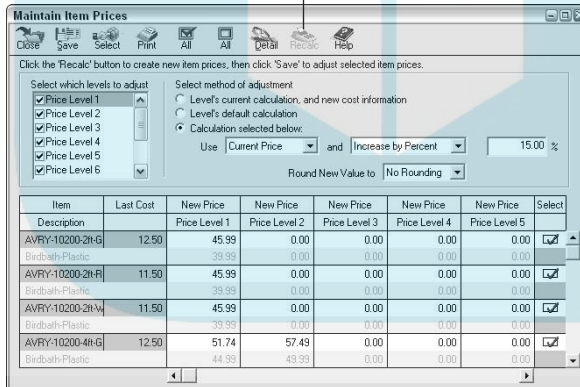 Maintain Item Prices
Close Save Select Print All All Detail Recalc Help
Click the 'Recalc' button to create new item prices, then click 'Save' to adjust selected item prices.
Select which levels to adjust
Price Level 1
Price Level 2
Price Level 3
Price Level 4
Price Level 5
Price Level 6
Select method of adjustment
Level's current calculation, and new cost information
Level's default calculation
Calculation selected below:
Use Current Price and Increase by Percent 15.00 %
Round New Value to No Rounding
Item Last Cost New Price New Price New Price New Price New Price Select
Description Price Level 1 Price Level 2 Price Level 3 Price Level 4 Price Level 5
AVRY-10200-2ft-G 12.50 45.99 0.00 0.00 0.00 0.00
Birdbath-Plastic 39.99 0.00 0.00 0.00 0.00
AVRY-10200-2ft-R 11.50 45.99 0.00 0.00 0.00 0.00
Birdbath-Plastic 39.99 0.00 0.00 0.00 0.00
AVRY-10200-2ft-W 11.50 45.99 0.00 0.00 0.00 0.00
Birdbath-Plastic 39.99 0.00 0.00 0.00 0.00
AVRY-10200-4ft-G 12.50 51.74 57.49 0.00 0.00 0.00
Birdbath-Plastic 44.99 49.99 0.00 0.00 0.00